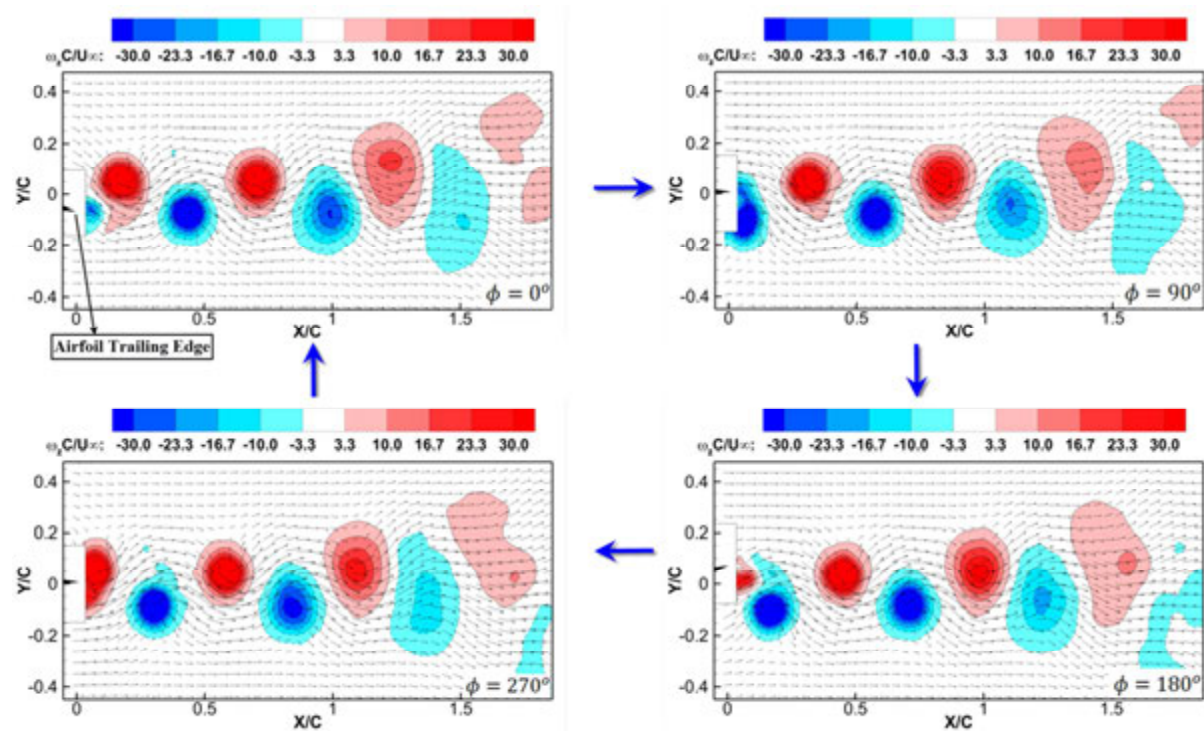 ω_zC/U∞: -30.0 -23.3 -16.7 -10.0 -3.3 3.3 10.0 16.7 23.3 30.0
0.4
0.2
Y/C
0
-0.2
-0.4
ϕ = 0°
0 0.5 1 1.5
X/C
Airfoil Trailing Edge
ω_zC/U∞: -30.0 -23.3 -16.7 -10.0 -3.3 3.3 10.0 16.7 23.3 30.0
0.4
0.2
Y/C
0
-0.2
-0.4
ϕ = 90°
0 0.5 1 1.5
X/C
ω_zC/U∞: -30.0 -23.3 -16.7 -10.0 -3.3 3.3 10.0 16.7 23.3 30.0
0.4
0.2
Y/C
0
-0.2
-0.4
ϕ = 270°
0 0.5 1 1.5
X/C
ω_zC/U∞: -30.0 -23.3 -16.7 -10.0 -3.3 3.3 10.0 16.7 23.3 30.0
0.4
0.2
Y/C
0
-0.2
-0.4
ϕ = 180°
0 0.5 1 1.5
X/C